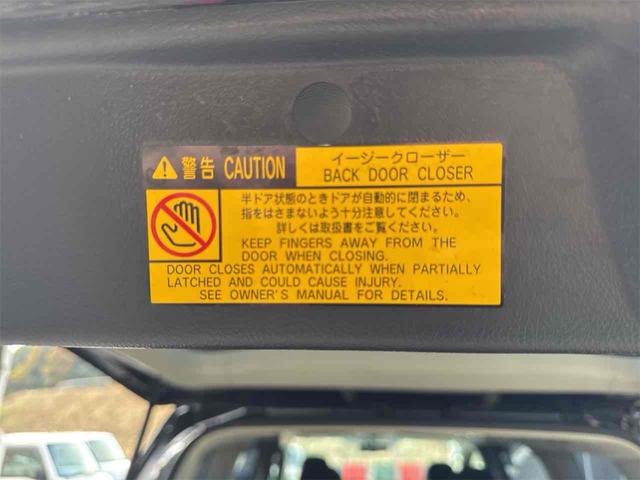 警告 CAUTION
イージークローザー
BACK DOOR CLOSER
半ドア状態のときドアが自動的に閉まるため、
指をはさまないよう十分注意してください。
詳しくは取扱書をご覧ください。
KEEP FINGERS AWAY FROM THE
DOOR WHEN CLOSING.
DOOR CLOSES AUTOMATICALLY WHEN PARTIALLY
LATCHED AND COULD CAUSE INJURY.
SEE OWNER'S MANUAL FOR DETAILS.